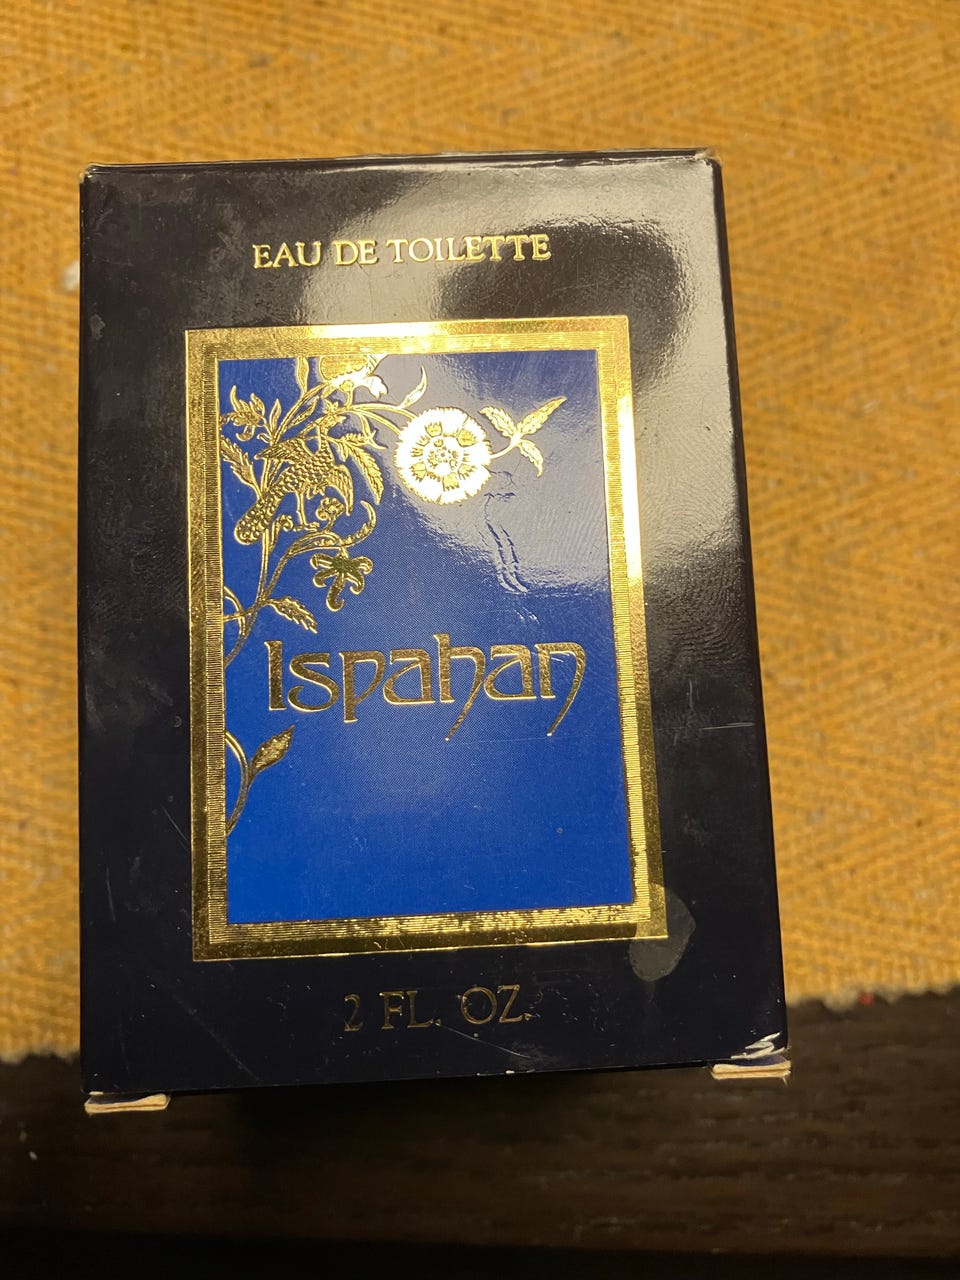 EAU DE TOILETTE
Ispahan
2 FL. OZ.